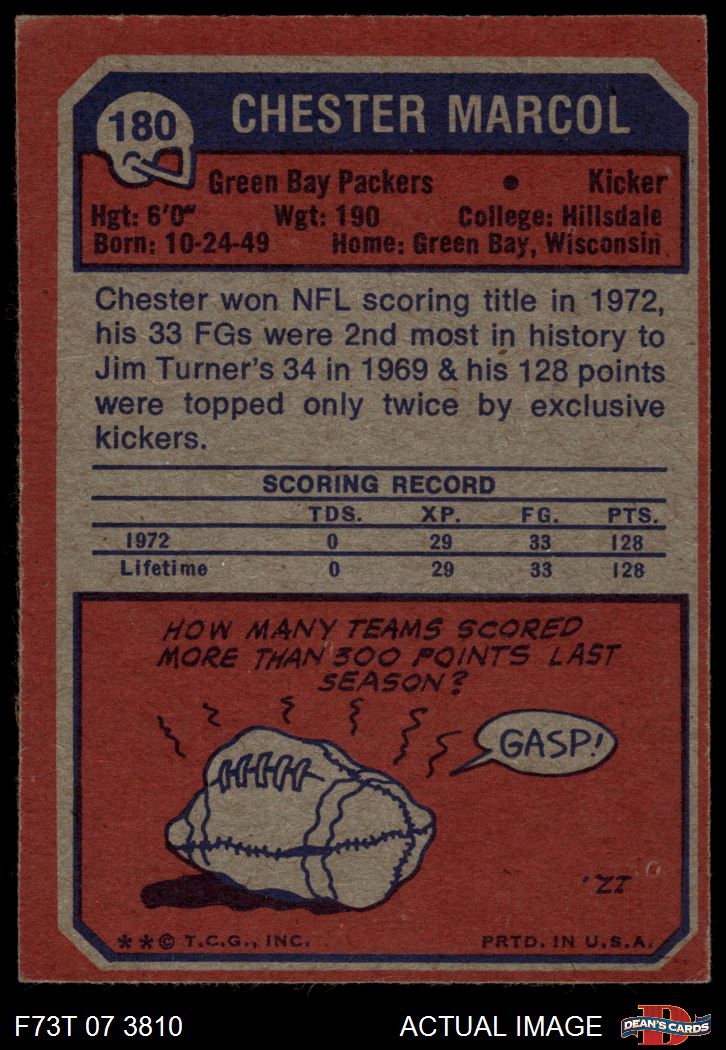 180
CHESTER MARCOL
Green Bay Packers • Kicker
Hgt: 6'0" Wgt: 190 College: Hillsdale
Born: 10-24-49 Home: Green Bay, Wisconsin
Chester won NFL scoring title in 1972,
his 33 FGs were 2nd most in history to
Jim Turner's 34 in 1969 & his 128 points
were topped only twice by exclusive
kickers.
SCORING RECORD
TDS. XP. FG. PTS.
1972 0 29 33 128
Lifetime 0 29 33 128
HOW MANY TEAMS SCORED
MORE THAN 300 POINTS LAST
SEASON?
GASP!
'ZI
** © T.C.G., INC. PRTD. IN U.S.A.
F73T 07 3810 ACTUAL IMAGE
D
DEAN'S CARDS